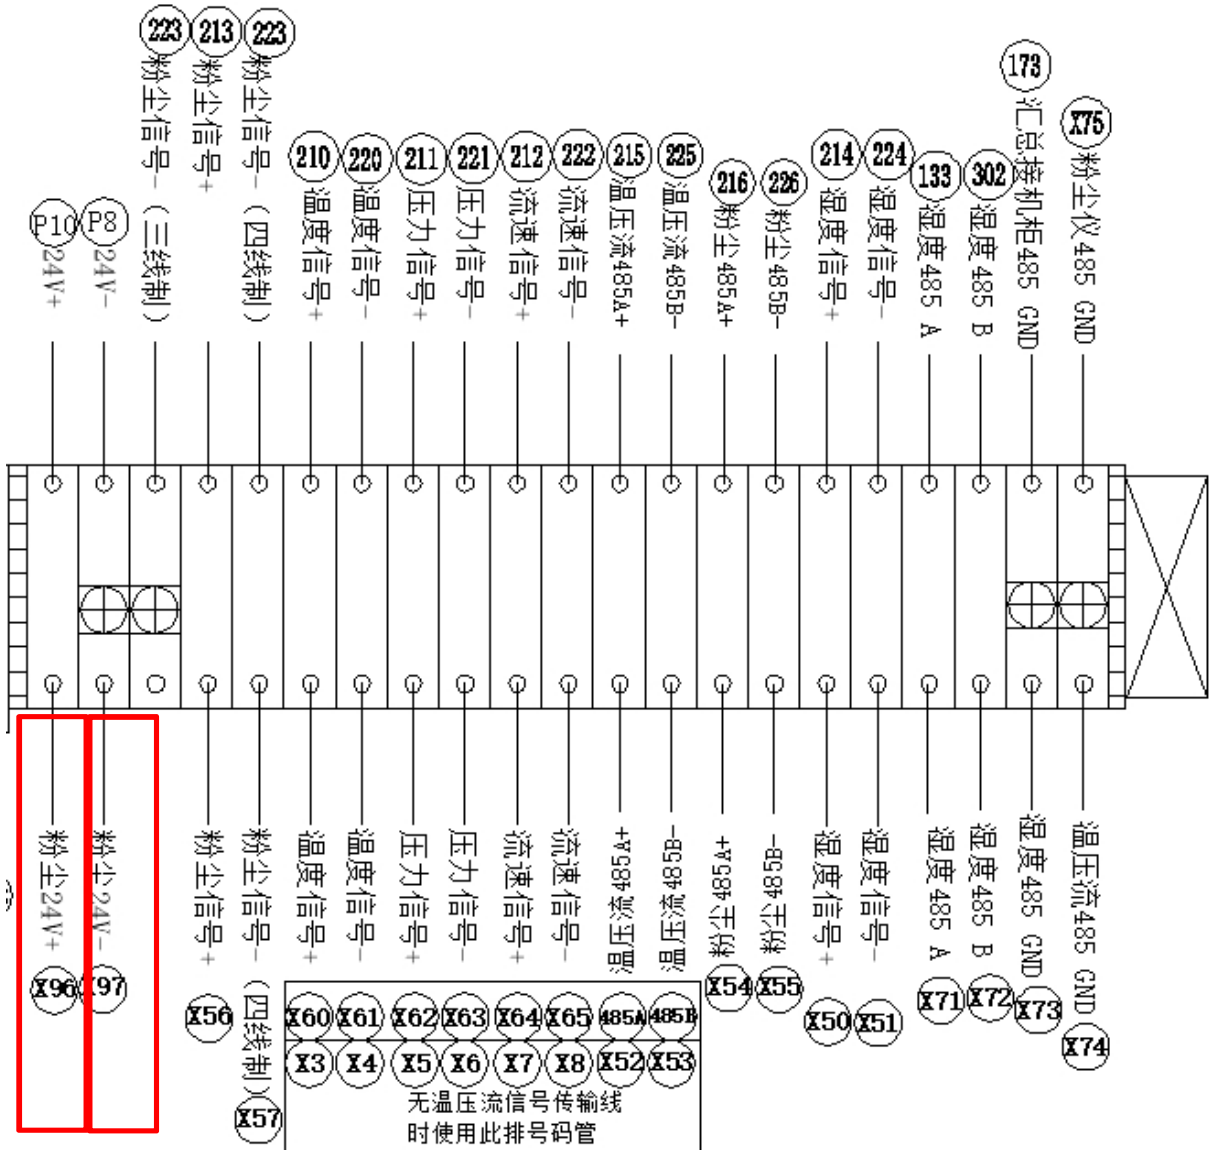 P10 24V+
P8 24V-
223 粉尘信号-（三线制）
213 粉尘信号+
223 粉尘信号-（四线制）
210 温度信号+
220 温度信号-
211 压力信号+
221 压力信号-
212 流速信号+
222 流速信号-
215 温压流485A+
225 温压流485B-
216 粉尘485A+
226 粉尘485B-
214 湿度信号+
224 湿度信号-
133 湿度485 A
302 湿度485 B
173 汇总接机柜485 GND
X75 粉尘仪485 GND
粉尘24V+ X96
粉尘24V- X97
粉尘信号+ X56
粉尘信号-（四线制） X57
温度信号+ X60 X3
温度信号- X61 X4
压力信号+ X62 X5
压力信号- X63 X6
流速信号+ X64 X7
流速信号- X65 X8
温压流485A+ 485A X52
温压流485B- 485B X53
粉尘485A+ X54
粉尘485B- X55
湿度信号+ X50
湿度信号- X51
湿度485 A X71
湿度485 B X72
湿度485 GND X73
温压流485 GND X74
无温压流信号传输线
时使用此排号码管